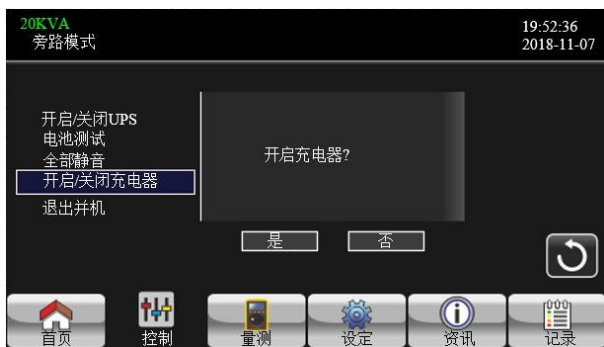 20KVA
旁路模式
19:52:36
2018-11-07
开启/关闭UPS
电池测试
全部静音
开启/关闭充电器
退出并机
开启充电器?
是
否
首页
控制
量测
设定
资讯
记录